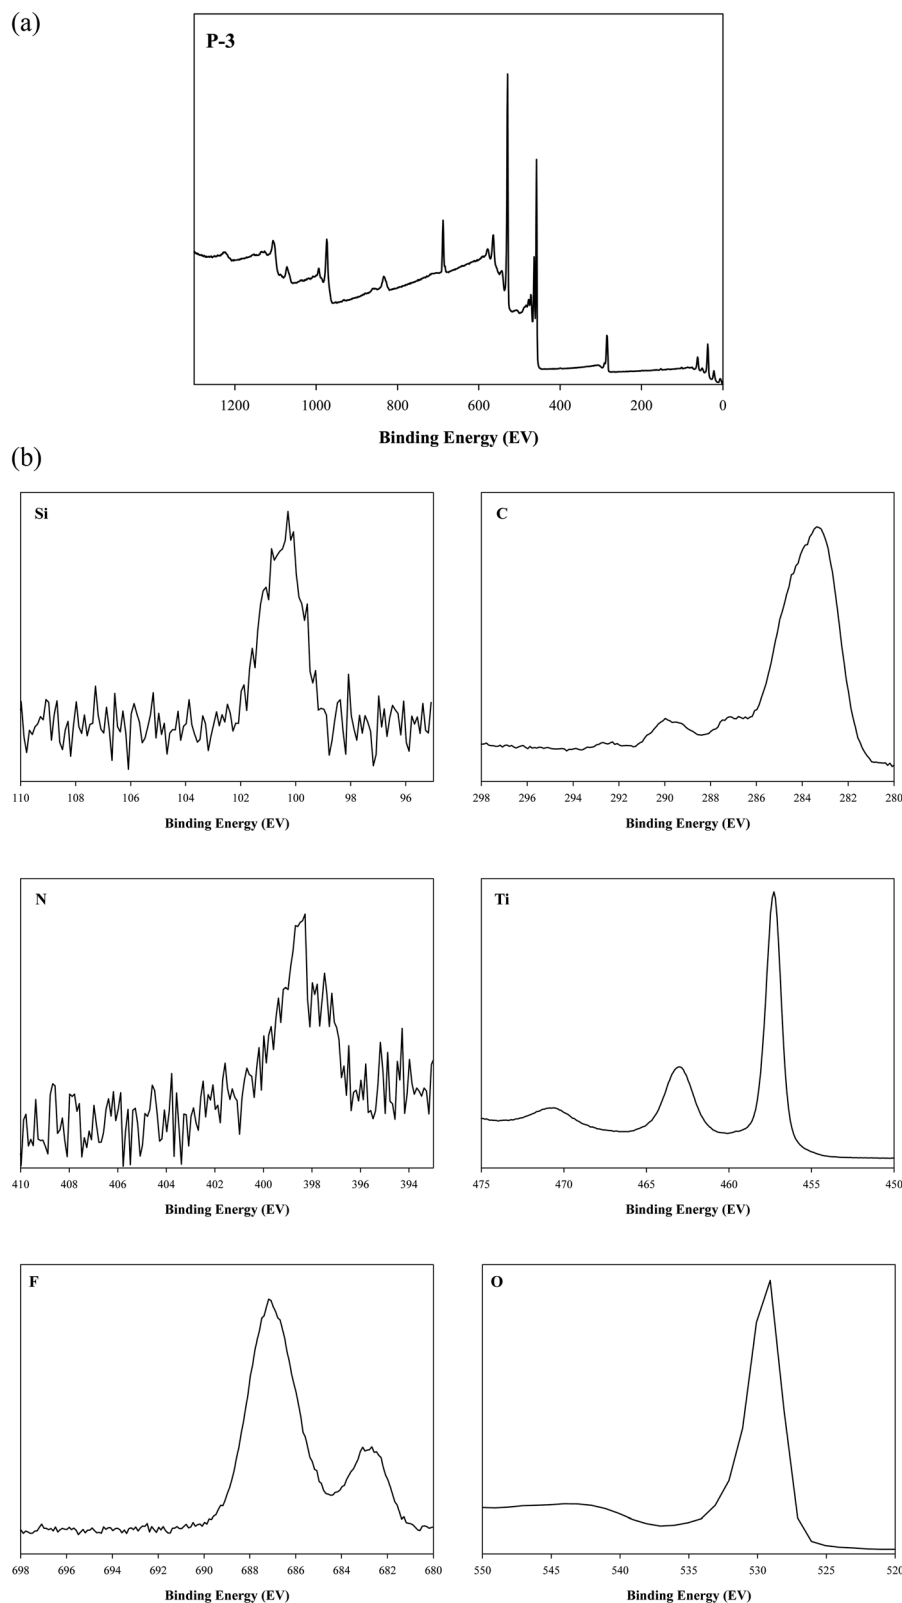 (a)
P-3
1200 1000 800 600 400 200 0
Binding Energy (EV)
(b)
Si
110 108 106 104 102 100 98 96
Binding Energy (EV)
C
298 296 294 292 290 288 286 284 282 280
Binding Energy (EV)
N
410 408 406 404 402 400 398 396 394
Binding Energy (EV)
Ti
475 470 465 460 455 450
Binding Energy (EV)
F
698 696 694 692 690 688 686 684 682 680
Binding Energy (EV)
O
550 545 540 535 530 525 520
Binding Energy (EV)